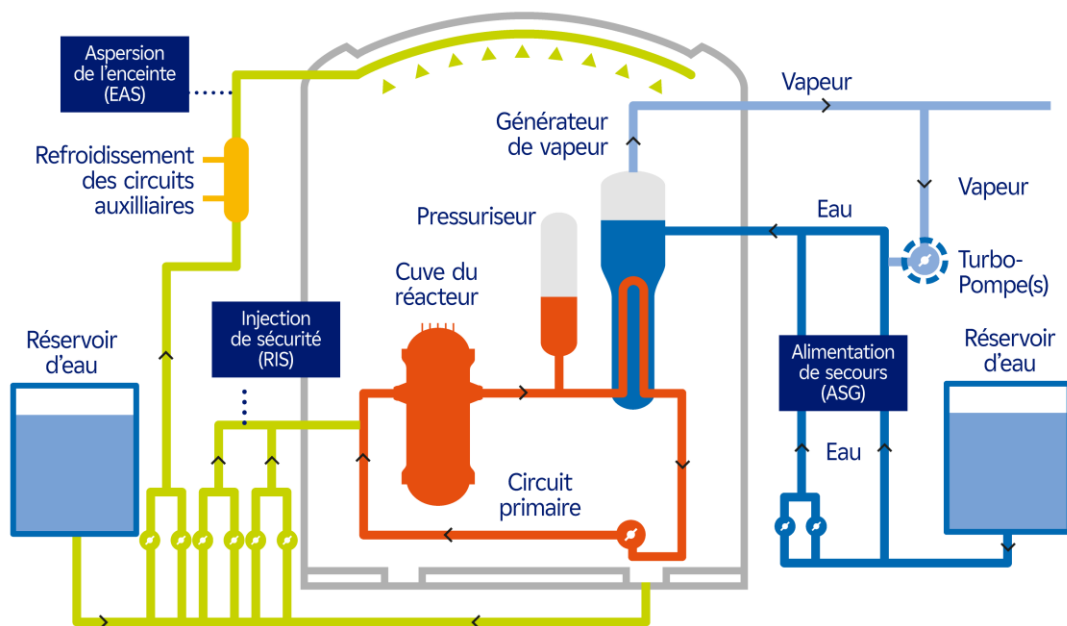 Aspersion
de l'enceinte
(EAS)
Refroidissement
des circuits
auxilliaires
Réservoir
d'eau
Injection
de sécurité
(RIS)
Cuve du
réacteur
Pressuriseur
Générateur
de vapeur
Circuit
primaire
Vapeur
Vapeur
Eau
Turbo-
Pompe(s)
Alimentation
de secours
(ASG)
Eau
Réservoir
d'eau